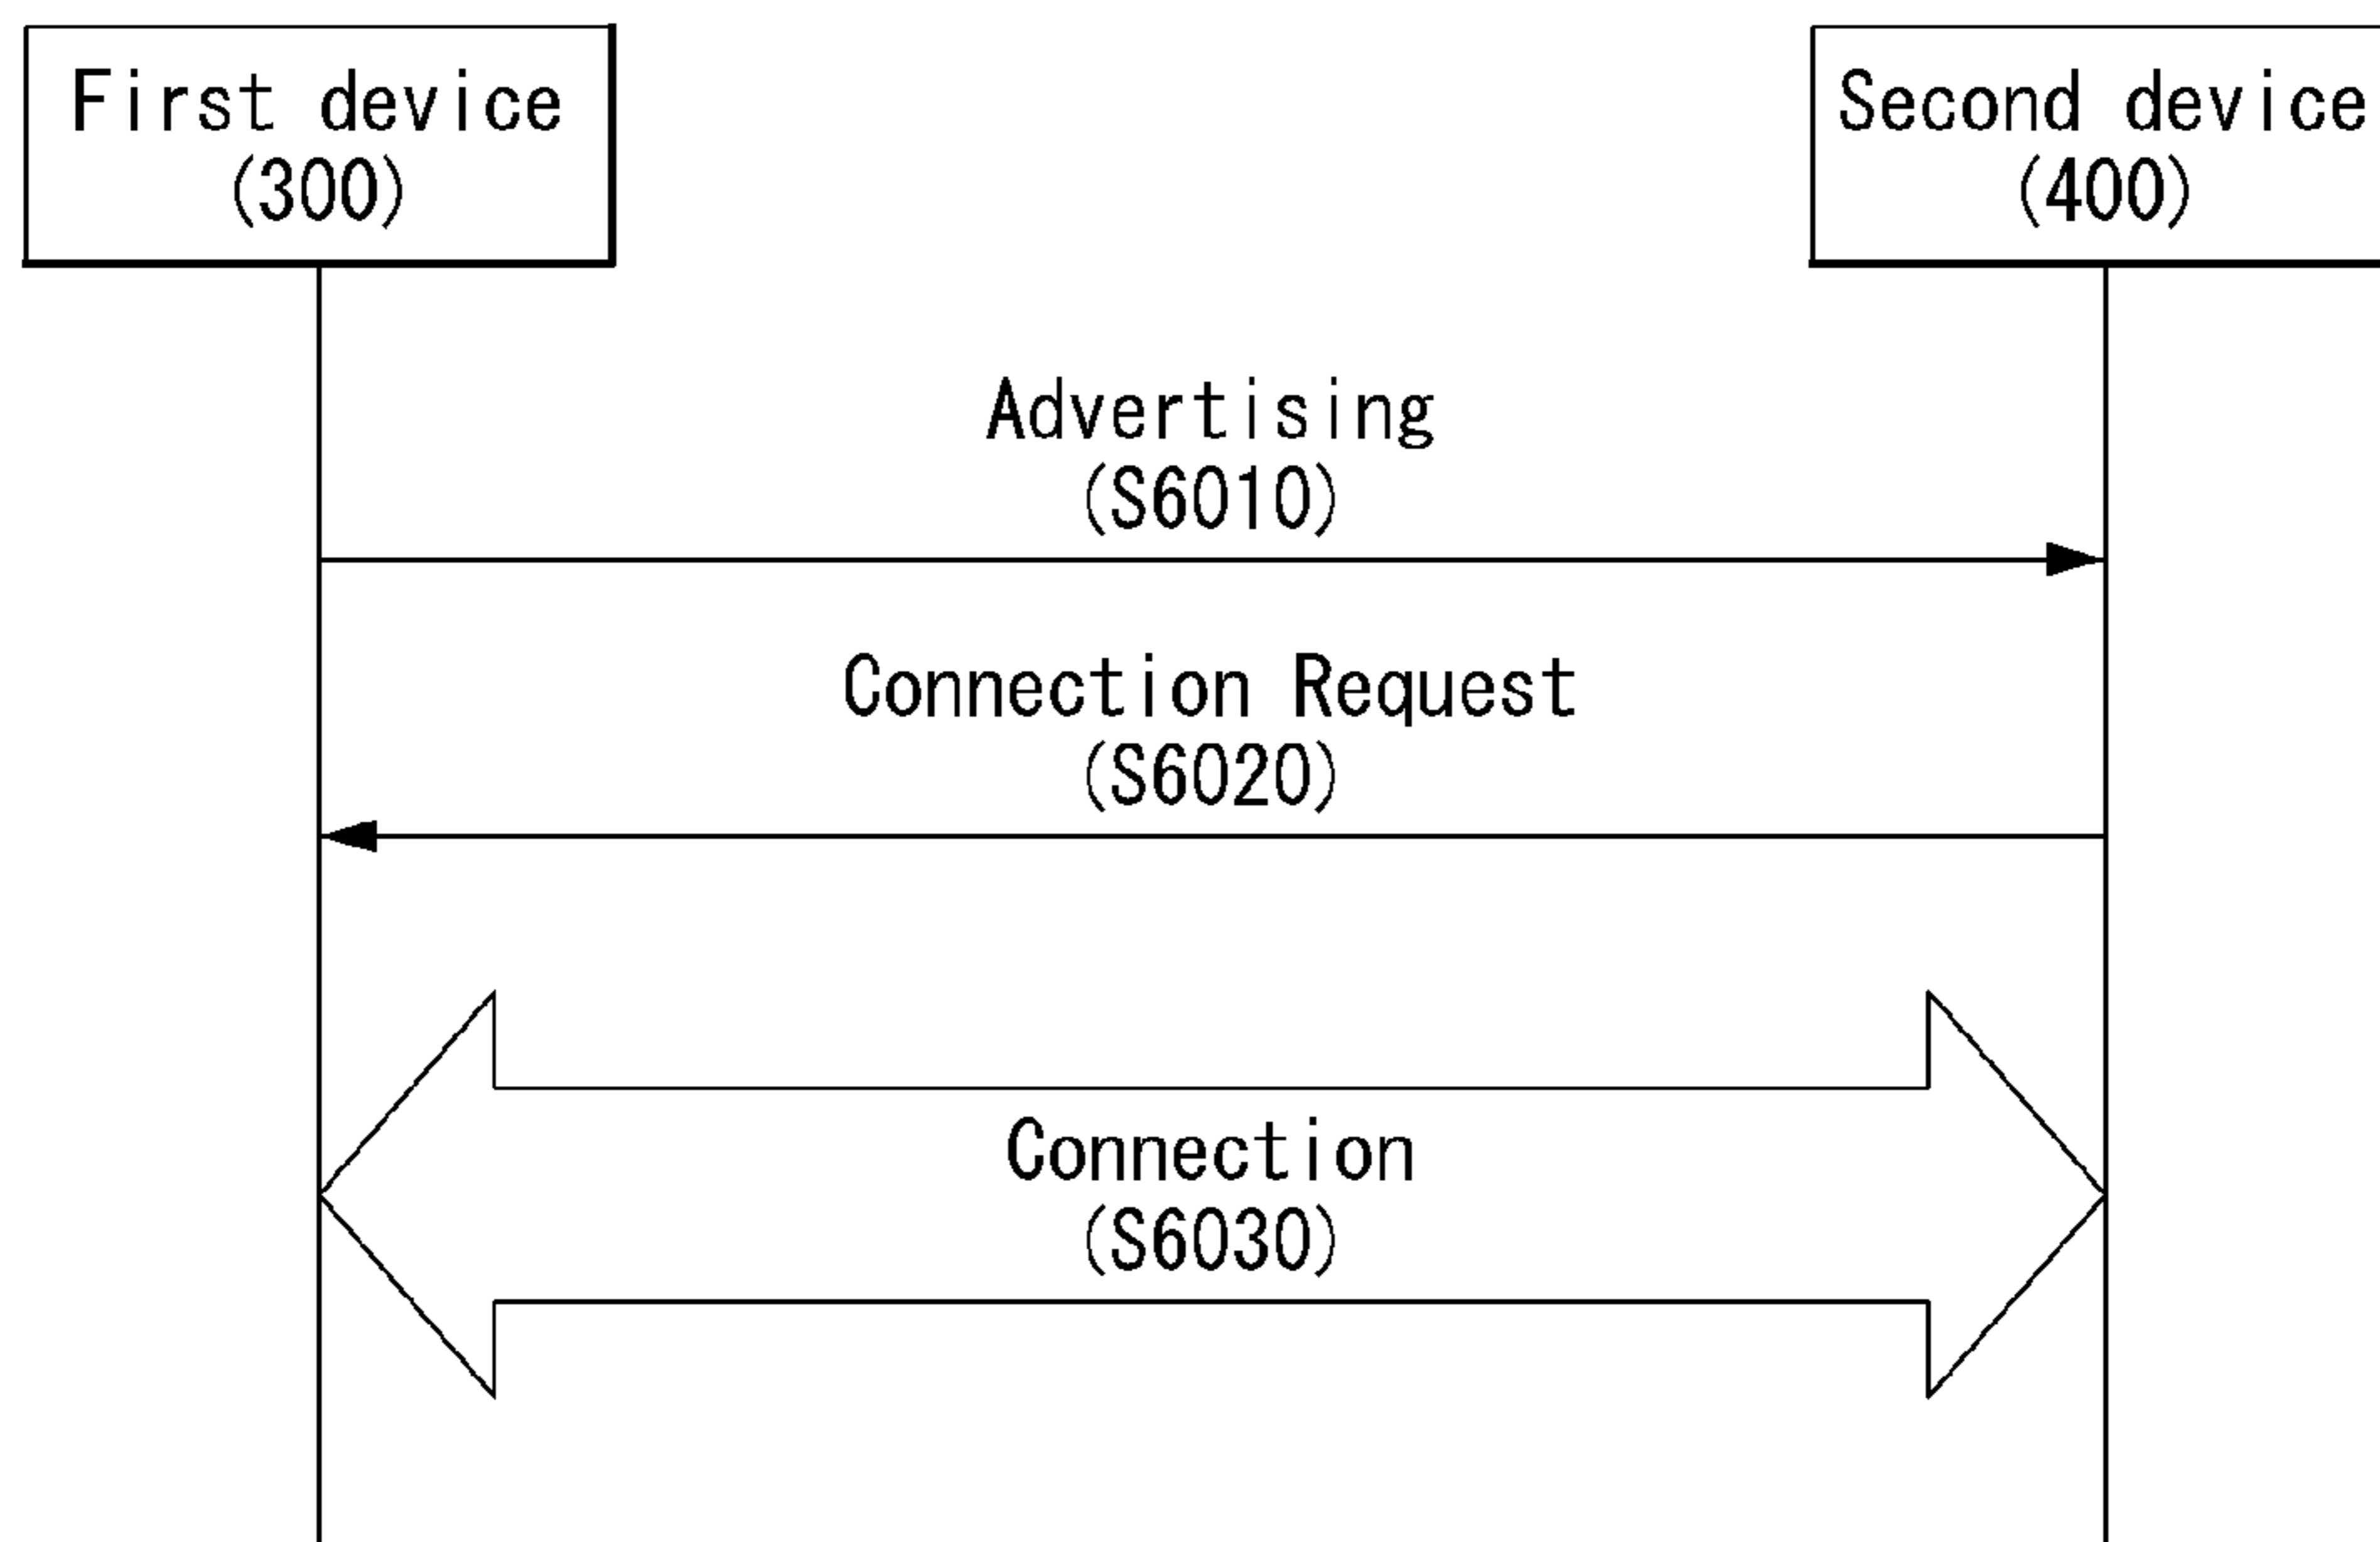 First device
(300)
Second device
(400)
Advertising
(S6010)
Connection Request
(S6020)
Connection
(S6030)